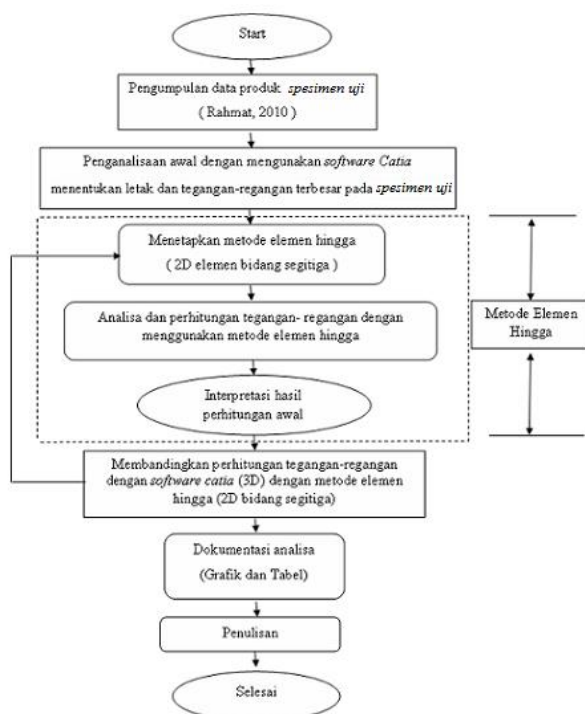 Start
Pengumpulan data produk spesimen uji
( Rahmat, 2010 )
Penganalisaan awal dengan mengunakan software Catia
menentukan letak dan tegangan-regangan terbesar pada spesimen uji
Menetapkan metode elemen hingga
( 2D elemen bidang segitiga )
Analisa dan perhitungan tegangan- regangan dengan
menggunakan metode elemen hingga
Interpretasi hasil
perhitungan awal
Metode Elemen
Hingga
Membandingkan perhitungan tegangan-regangan
dengan software catia (3D) dengan metode elemen
hingga (2D bidang segitiga)
Dokumentasi analisa
(Grafik dan Tabel)
Penulisan
Selesai